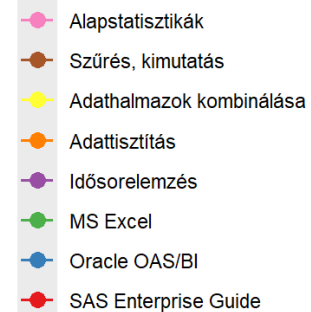 Alapstatisztikák
Szűrés, kimutatás
Adathalmazok kombinálása
Adattisztítás
Idősorelemzés
MS Excel
Oracle OAS/BI
SAS Enterprise Guide